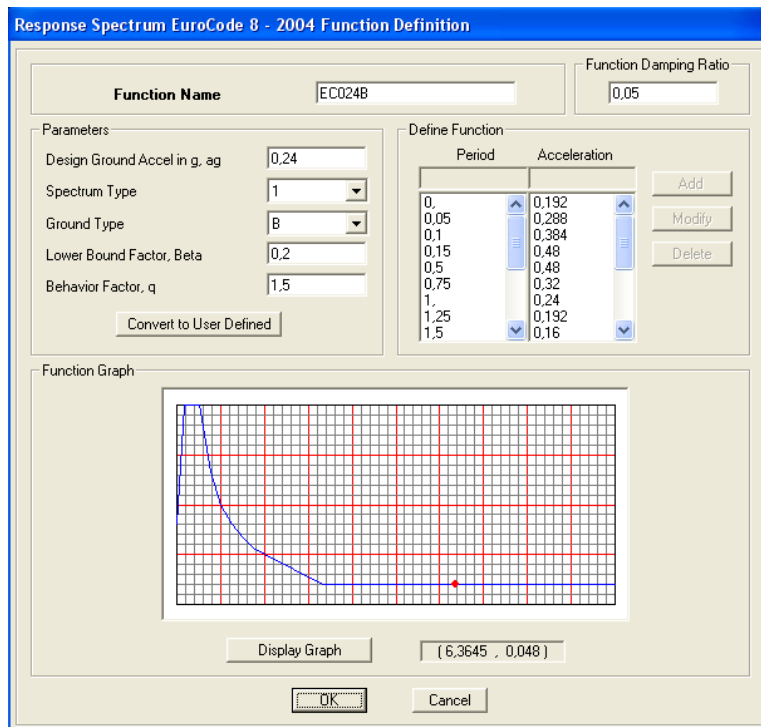 Response Spectrum EuroCode 8 - 2004 Function Definition
Function Damping Ratio
Function Name
EC024B
0,05
Parameters
Define Function
Design Ground Accel in g, ag
0,24
Period
Acceleration
Spectrum Type
1
Add
Ground Type
B
Modify
Lower Bound Factor, Beta
0,2
Delete
Behavior Factor, q
1,5
Convert to User Defined
0, 0,192
0,05 0,288
0,1 0,384
0,15 0,48
0,5 0,48
0,75 0,32
1, 0,24
1,25 0,192
1,5 0,16
Function Graph
Display Graph
( 6,3645 , 0,048 )
OK
Cancel